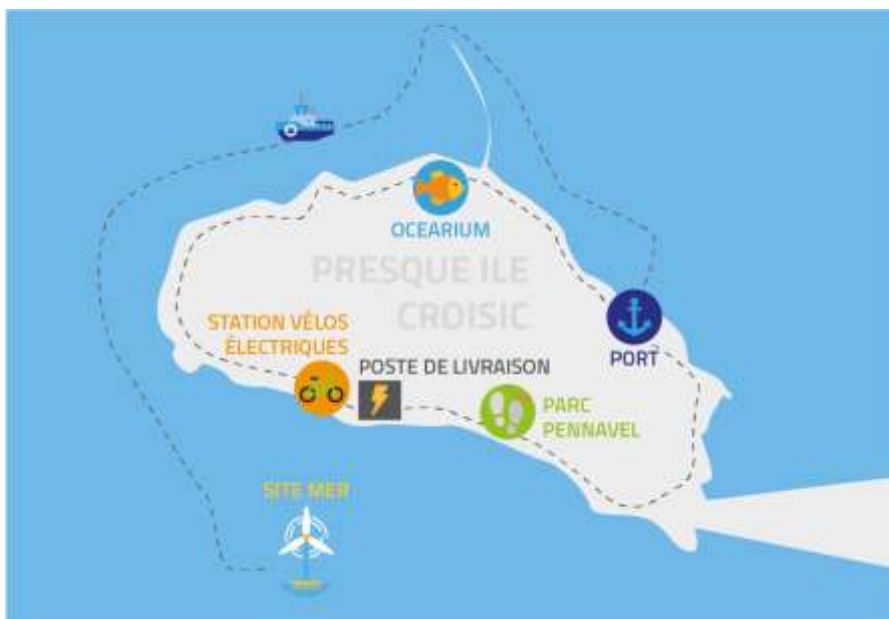 OCEARIUM
PRESQUE ILE
CROISIC
STATION VÉLOS
ÉLECTRIQUES
POSTE DE LIVRAISON
PORT
PARC
PENNAVEL
SITE MER